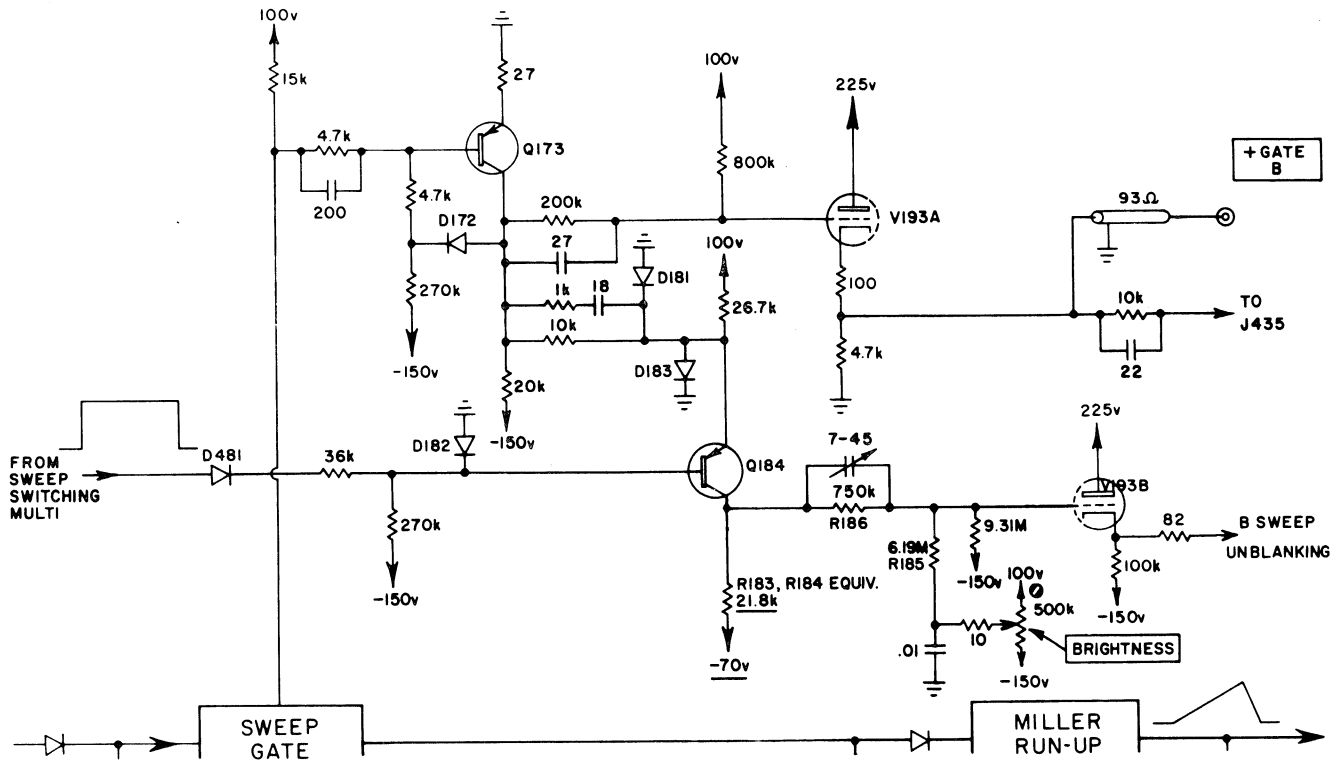 100v
15k
27
4.7k
200
Q173
4.7k
D172
270k
-150v
200k
27
1k
18
D181
10k
20k
-150v
100v
800k
100v
26.7k
D183
225v
V193A
100
4.7k
+GATE
B
93Ω
10k
22
TO
J435
FROM
SWEEP
SWITCHING
MULTI
D481
36k
D182
270k
-150v
Q184
7-45
750k
R186
R183, R184 EQUIV.
21.8k
-70v
6.19M
R185
9.31M
-150v
.01
10
100v
500k
-150v
BRIGHTNESS
225v
V193B
82
100k
-150v
B SWEEP
UNBLANKING
SWEEP
GATE
MILLER
RUN-UP